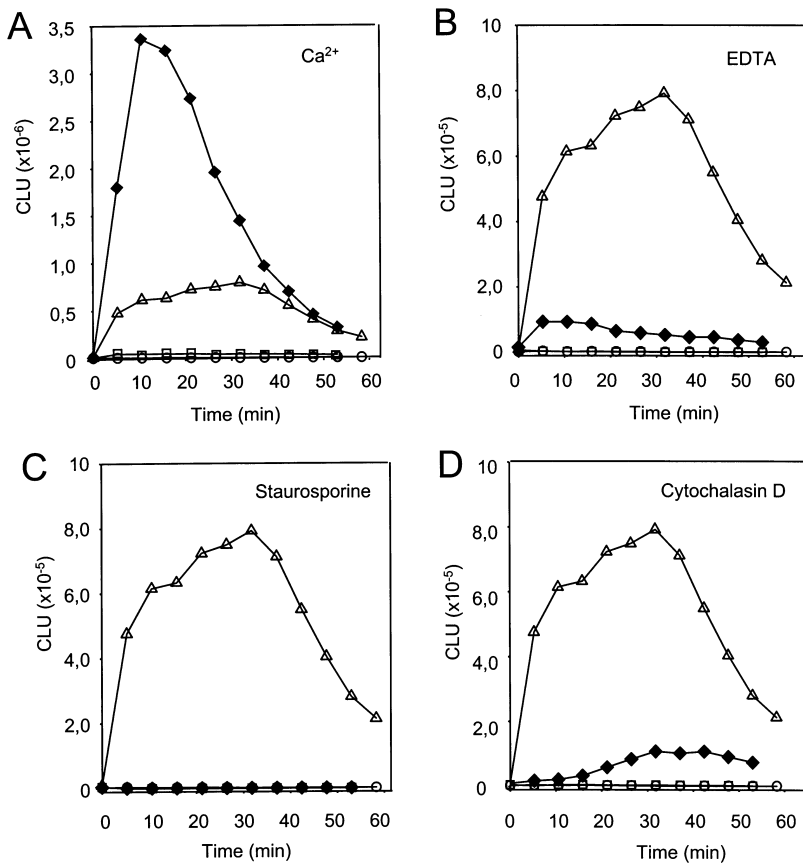 A
Ca²⁺
CLU (x10⁻⁶)
3,5
3,0
2,5
2,0
1,5
1,0
0,5
0
0 10 20 30 40 50 60
Time (min)
B
EDTA
CLU (x10⁻⁵)
10
8,0
6,0
4,0
2,0
0
0 10 20 30 40 50 60
Time (min)
C
Staurosporine
CLU (x10⁻⁵)
10
8,0
6,0
4,0
2,0
0
0 10 20 30 40 50 60
Time (min)
D
Cytochalasin D
CLU (x10⁻⁵)
10
8,0
6,0
4,0
2,0
0
0 10 20 30 40 50 60
Time (min)